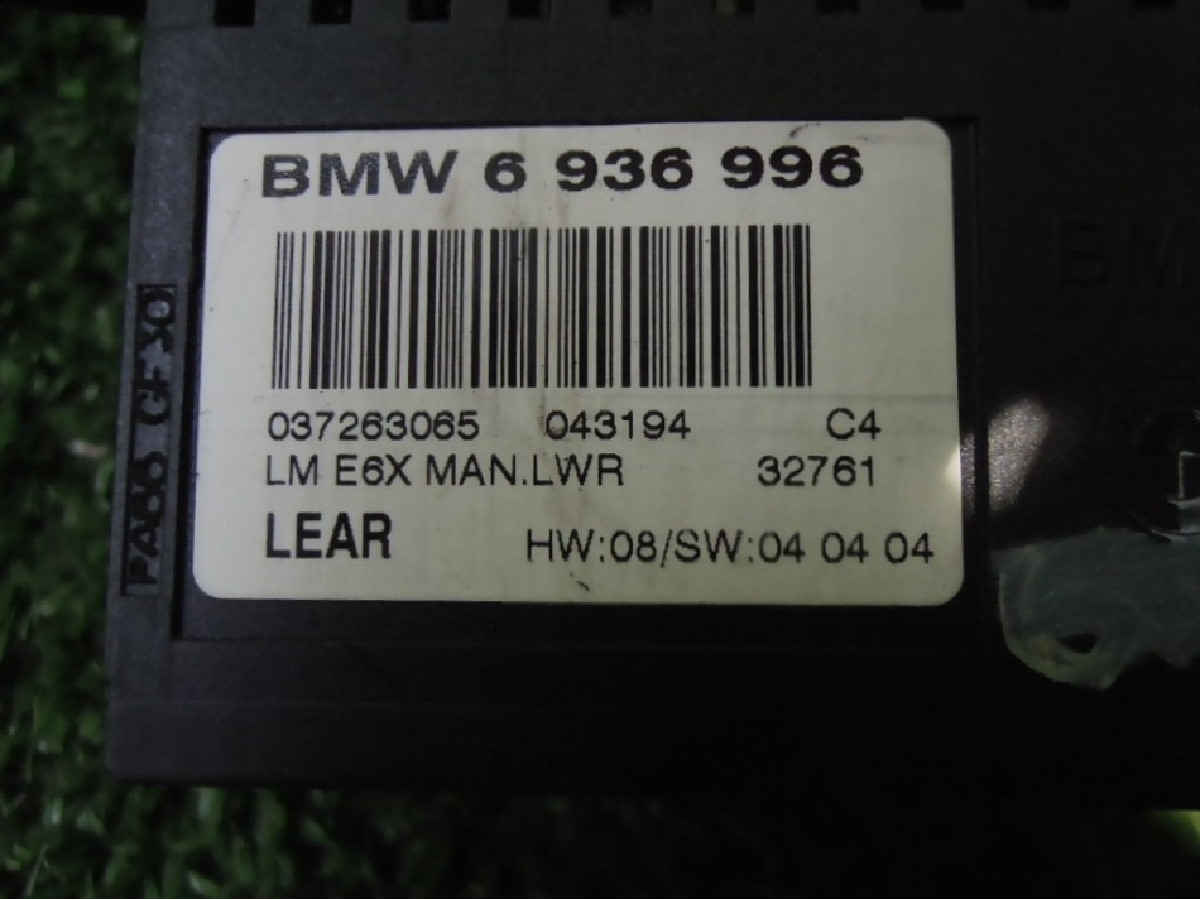 BMW 6 936 996
037263065 043194 C4
LM E6X MAN.LWR 32761
LEAR HW:08/SW:04 04 04
PA66 GF30
BM